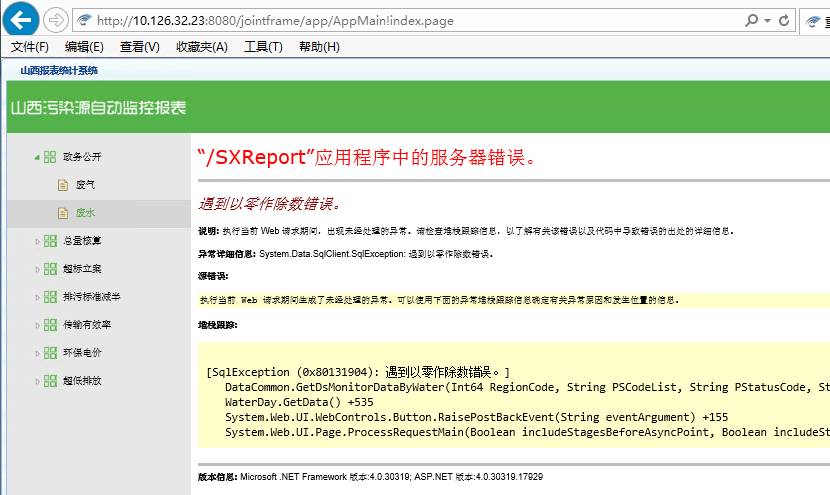 http://10.126.32.23:8080/jointframe/app/AppMain!index.page
文件(F) 编辑(E) 查看(V) 收藏夹(A) 工具(T) 帮助(H)
山西报表统计系统
山西污染源自动监控报表
政务公开
废气
废水
总量核算
超标立案
排污标准减半
传输有效率
环保电价
超低排放
“/SXReport”应用程序中的服务器错误。
遇到以零作除数错误。
说明: 执行当前 Web 请求期间，出现未经处理的异常。请检查堆栈跟踪信息，以了解有关该错误以及代码中导致错误的出处的详细信息。
异常详细信息: System.Data.SqlClient.SqlException: 遇到以零作除数错误。
源错误:
执行当前 Web 请求期间生成了未经处理的异常。可以使用下面的异常堆栈跟踪信息确定有关异常原因和发生位置的信息。
堆栈跟踪:
[SqlException (0x80131904): 遇到以零作除数错误。]
DataCommon.GetDsMonitorDataByWater(Int64 RegionCode, String PSCodeList, String PStatusCode, St
WaterDay.GetData() +535
System.Web.UI.WebControls.Button.RaisePostBackEvent(String eventArgument) +155
System.Web.UI.Page.ProcessRequestMain(Boolean includeStagesBeforeAsyncPoint, Boolean includeSt
版本信息: Microsoft .NET Framework 版本:4.0.30319; ASP.NET 版本:4.0.30319.17929